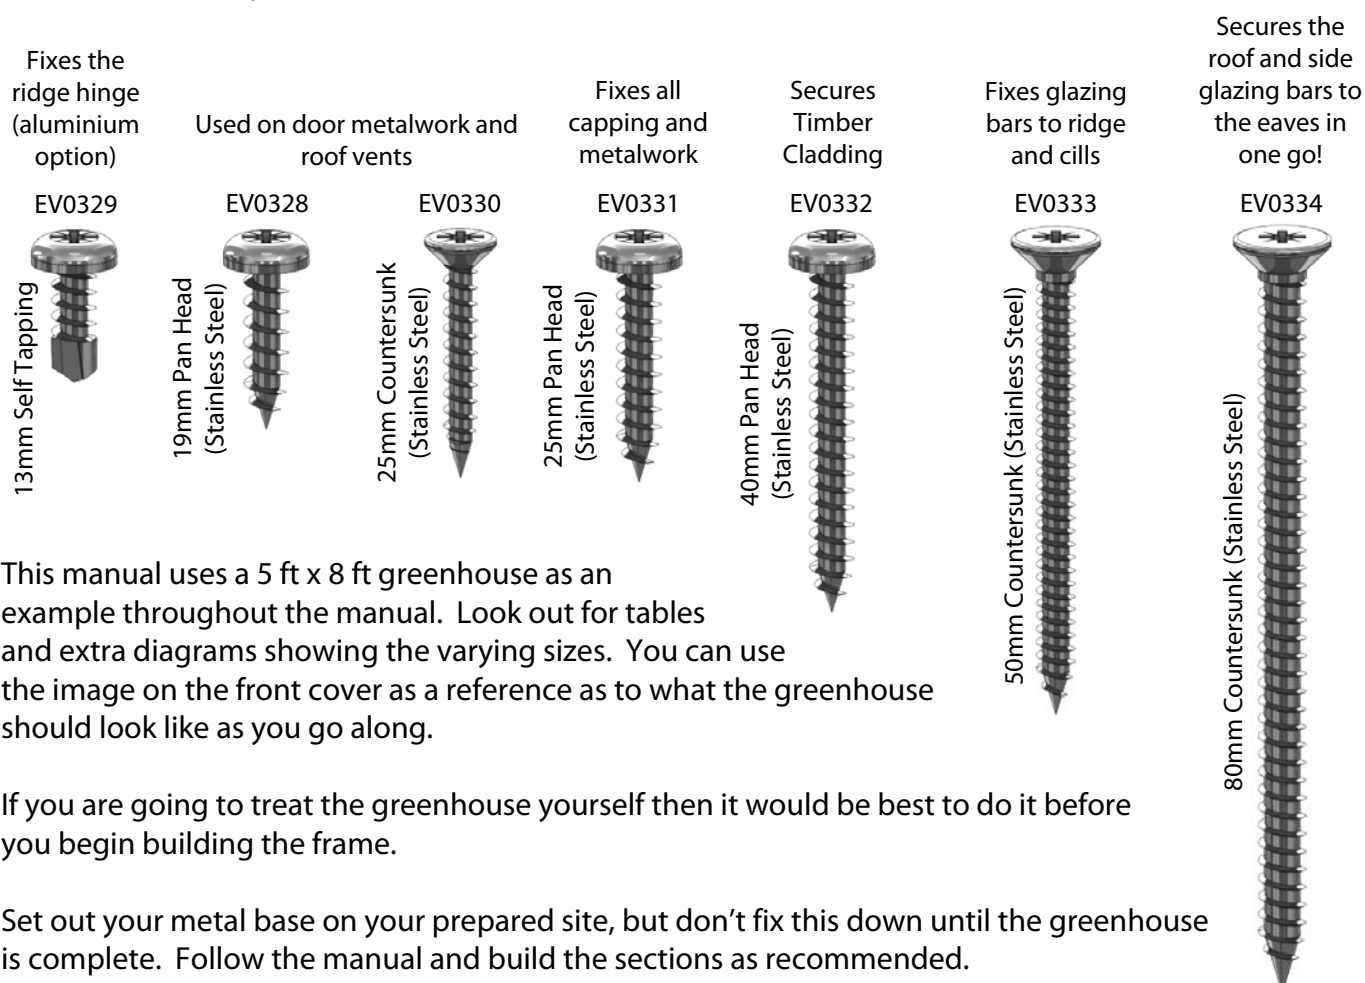 Fixes the
ridge hinge
(aluminium
option)
EV0329
13mm Self Tapping
Used on door metalwork and
roof vents
EV0328
19mm Pan Head
(Stainless Steel)
EV0330
25mm Countersunk
(Stainless Steel)
Fixes all
capping and
metalwork
EV0331
25mm Pan Head
(Stainless Steel)
Secures
Timber
Cladding
EV0332
40mm Pan Head
(Stainless Steel)
Fixes glazing
bars to ridge
and cills
EV0333
50mm Countersunk (Stainless Steel)
Secures the
roof and side
glazing bars to
the eaves in
one go!
EV0334
80mm Countersunk (Stainless Steel)
This manual uses a 5 ft x 8 ft greenhouse as an
example throughout the manual.  Look out for tables
and extra diagrams showing the varying sizes.  You can use
the image on the front cover as a reference as to what the greenhouse
should look like as you go along.
If you are going to treat the greenhouse yourself then it would be best to do it before
you begin building the frame.
Set out your metal base on your prepared site, but don’t fix this down until the greenhouse
is complete.  Follow the manual and build the sections as recommended.